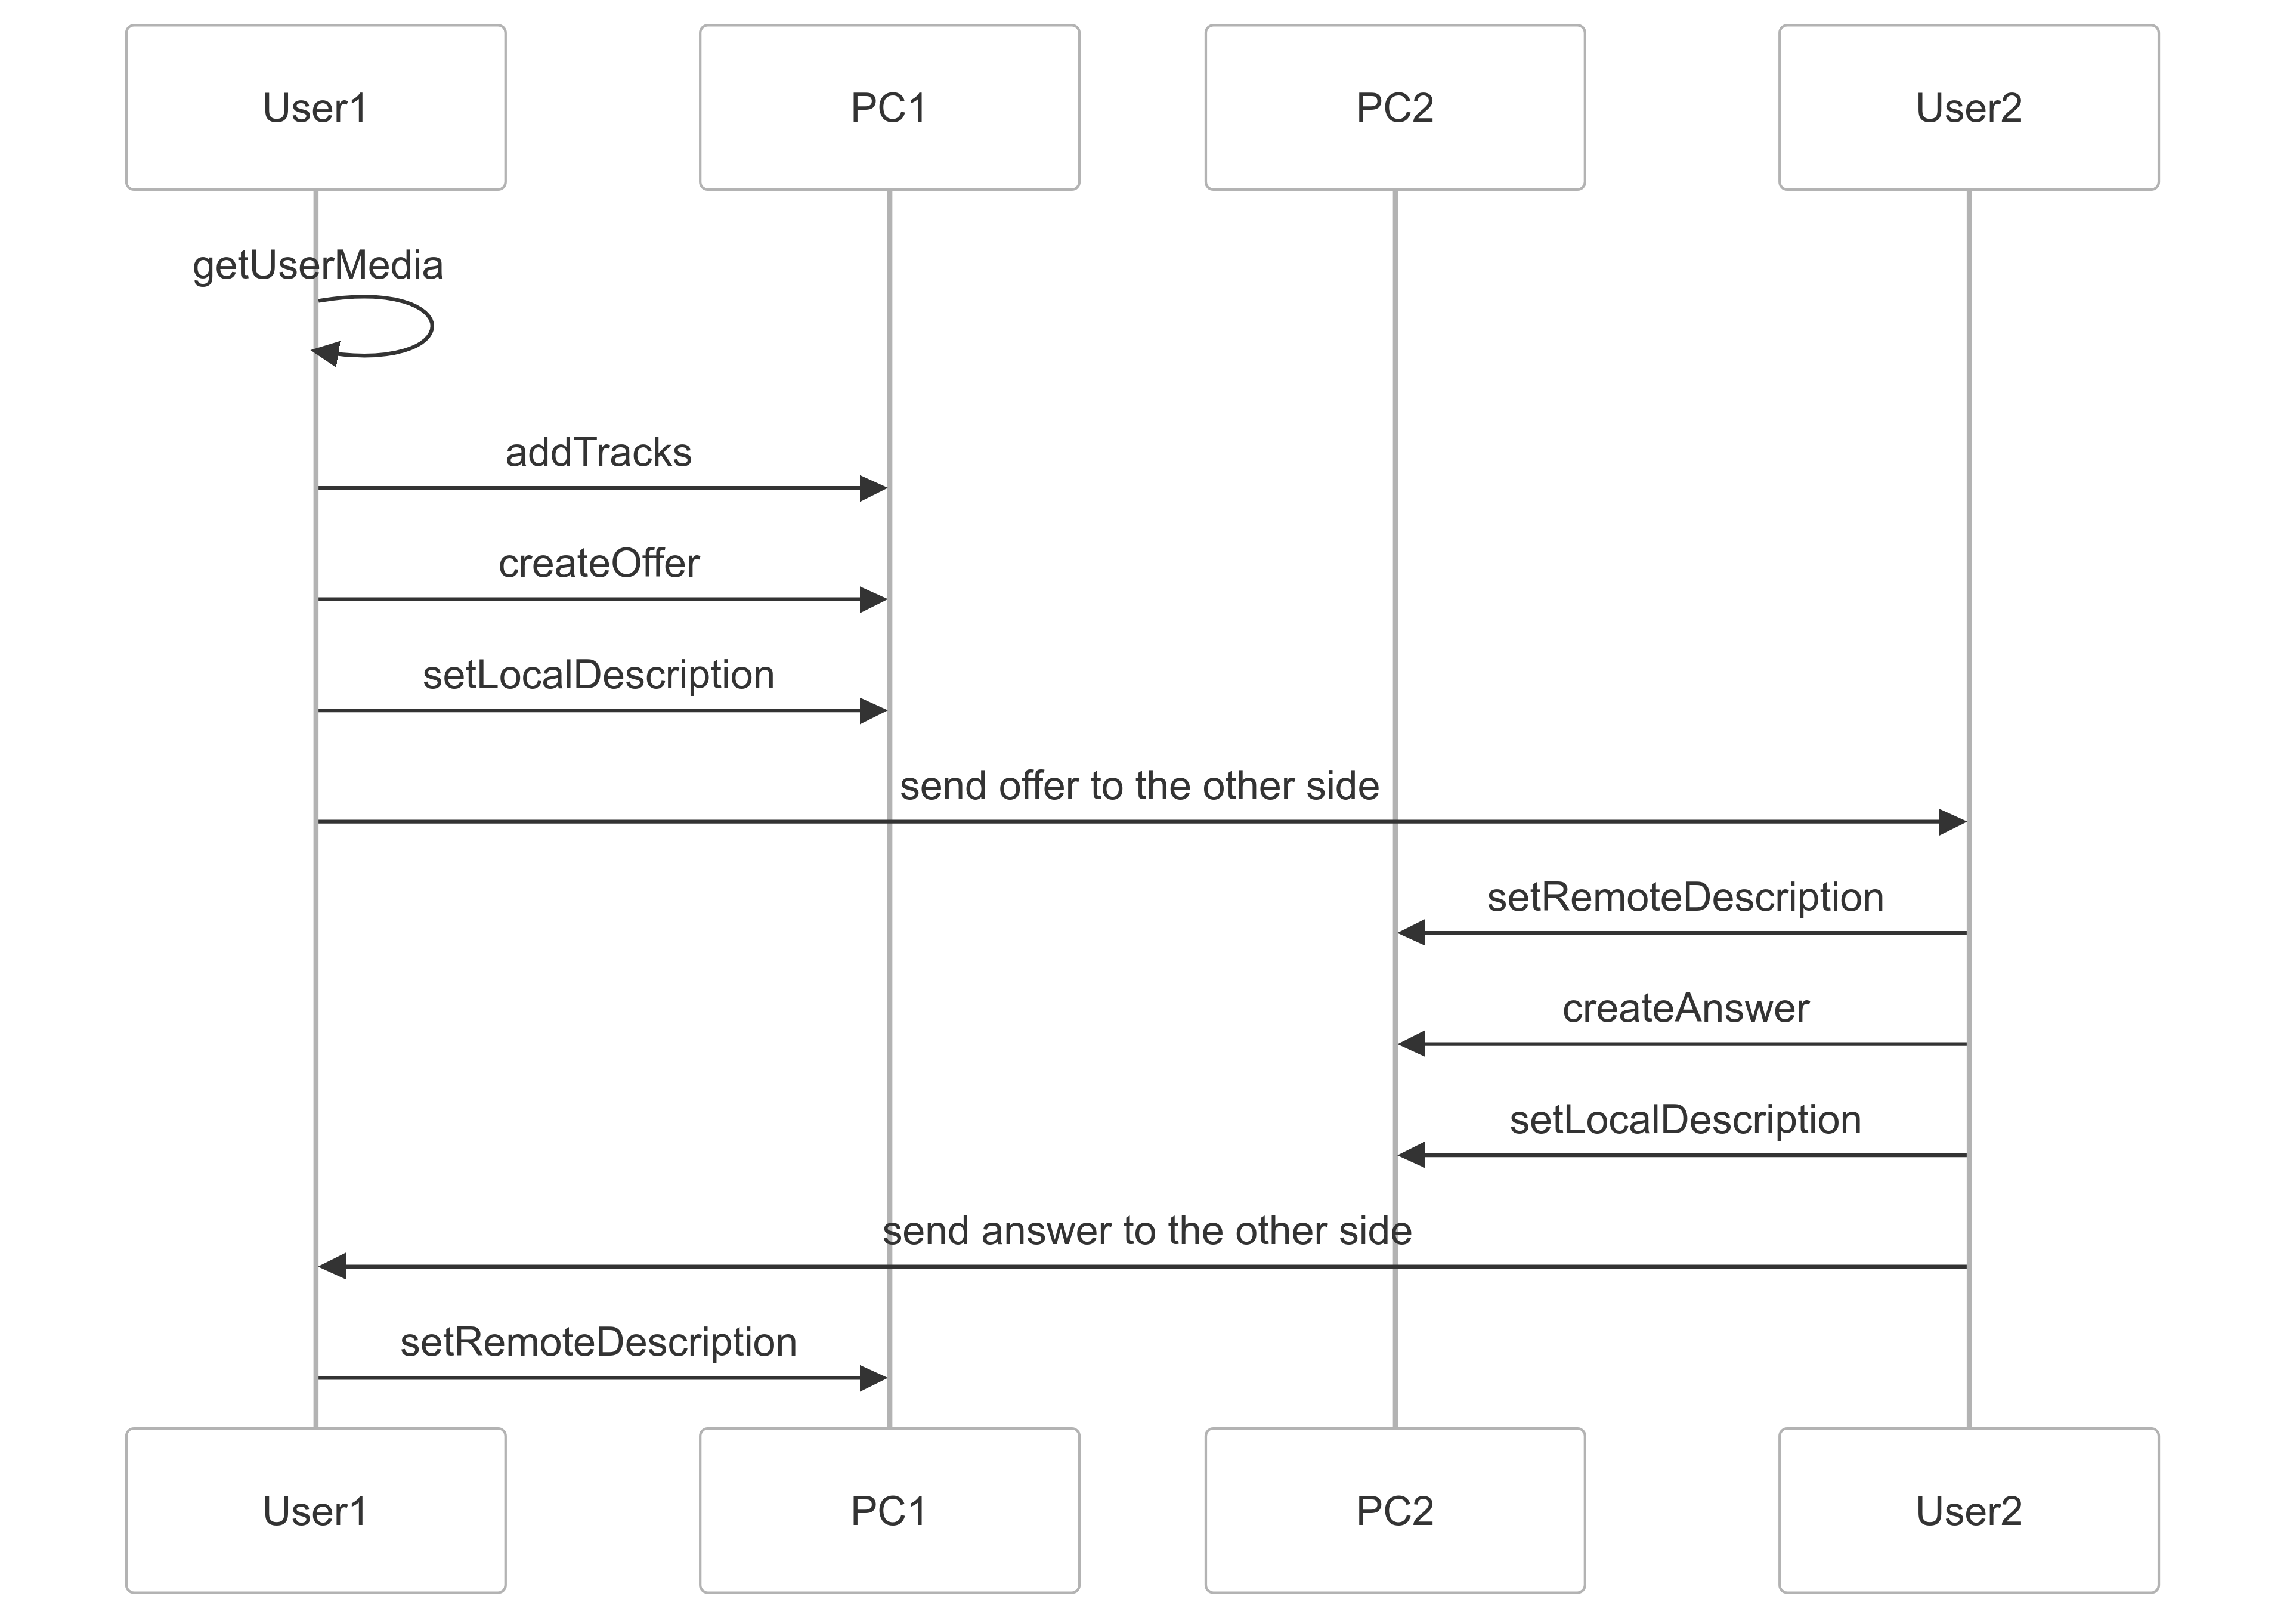 User1
PC1
PC2
User2
getUserMedia
addTracks
createOffer
setLocalDescription
send offer to the other side
setRemoteDescription
createAnswer
setLocalDescription
send answer to the other side
setRemoteDescription
User1
PC1
PC2
User2